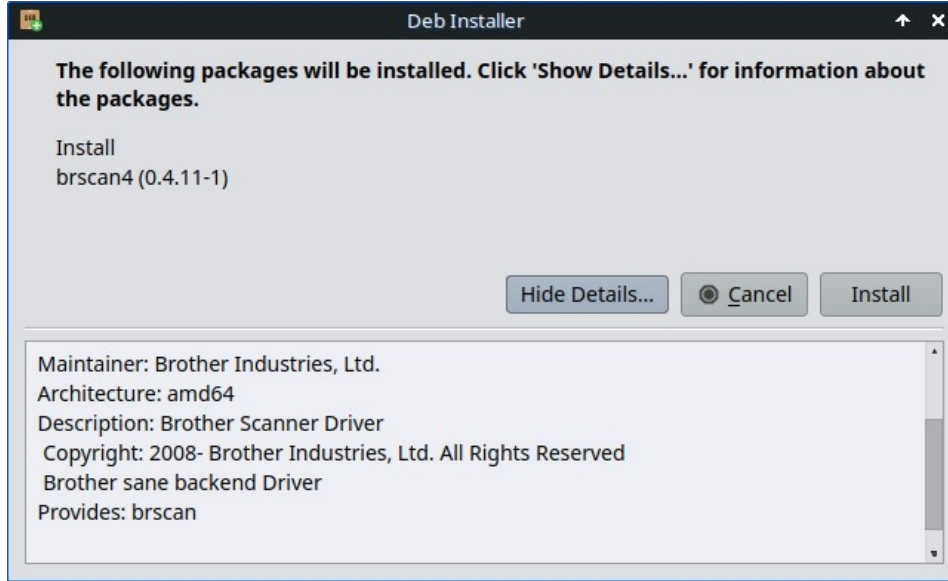 Deb Installer
The following packages will be installed. Click 'Show Details...' for information about
the packages.
Install
brscan4 (0.4.11-1)
Hide Details...
Cancel
Install
Maintainer: Brother Industries, Ltd.
Architecture: amd64
Description: Brother Scanner Driver
Copyright: 2008- Brother Industries, Ltd. All Rights Reserved
Brother sane backend Driver
Provides: brscan